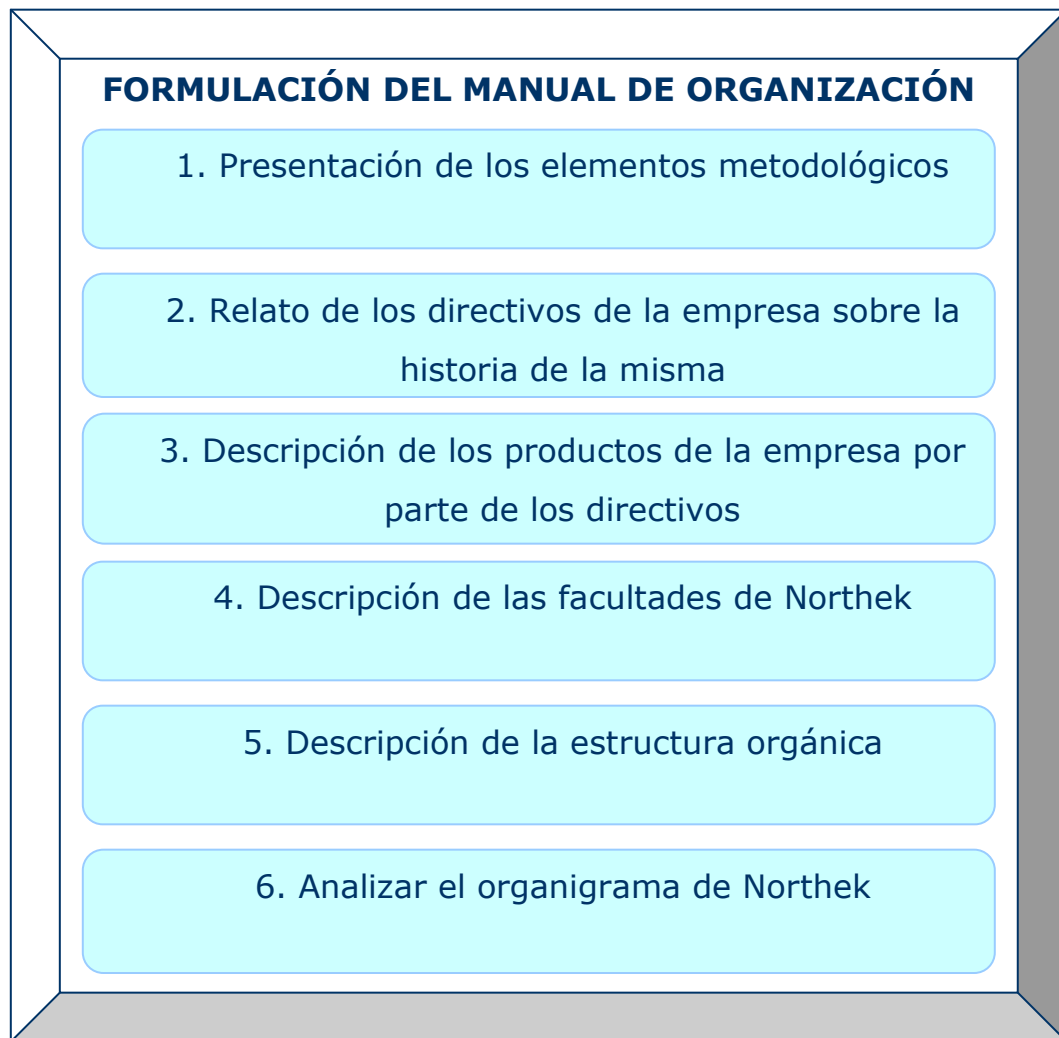 FORMULACIÓN DEL MANUAL DE ORGANIZACIÓN
1. Presentación de los elementos metodológicos
2. Relato de los directivos de la empresa sobre la
historia de la misma
3. Descripción de los productos de la empresa por
parte de los directivos
4. Descripción de las facultades de Northek
5. Descripción de la estructura orgánica
6. Analizar el organigrama de Northek